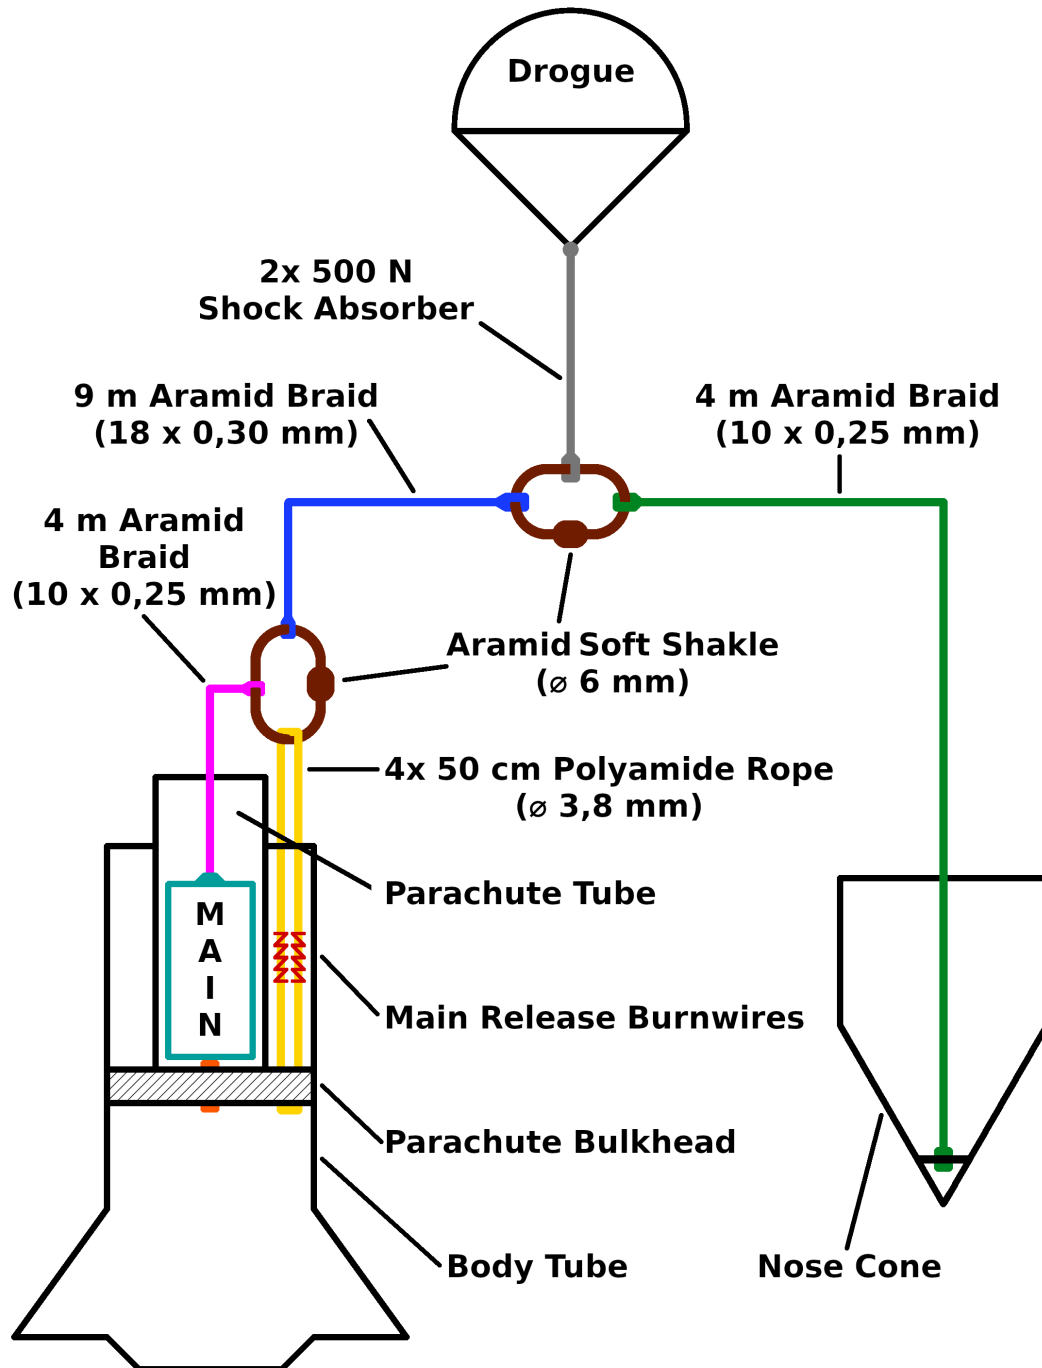 Drogue
2x 500 N
Shock Absorber
9 m Aramid Braid
(18 x 0,30 mm)
4 m Aramid Braid
(10 x 0,25 mm)
4 m Aramid
Braid
(10 x 0,25 mm)
Aramid Soft Shakle
(⌀ 6 mm)
4x 50 cm Polyamide Rope
(⌀ 3,8 mm)
Parachute Tube
M
A
I
N
Main Release Burnwires
Parachute Bulkhead
Body Tube
Nose Cone